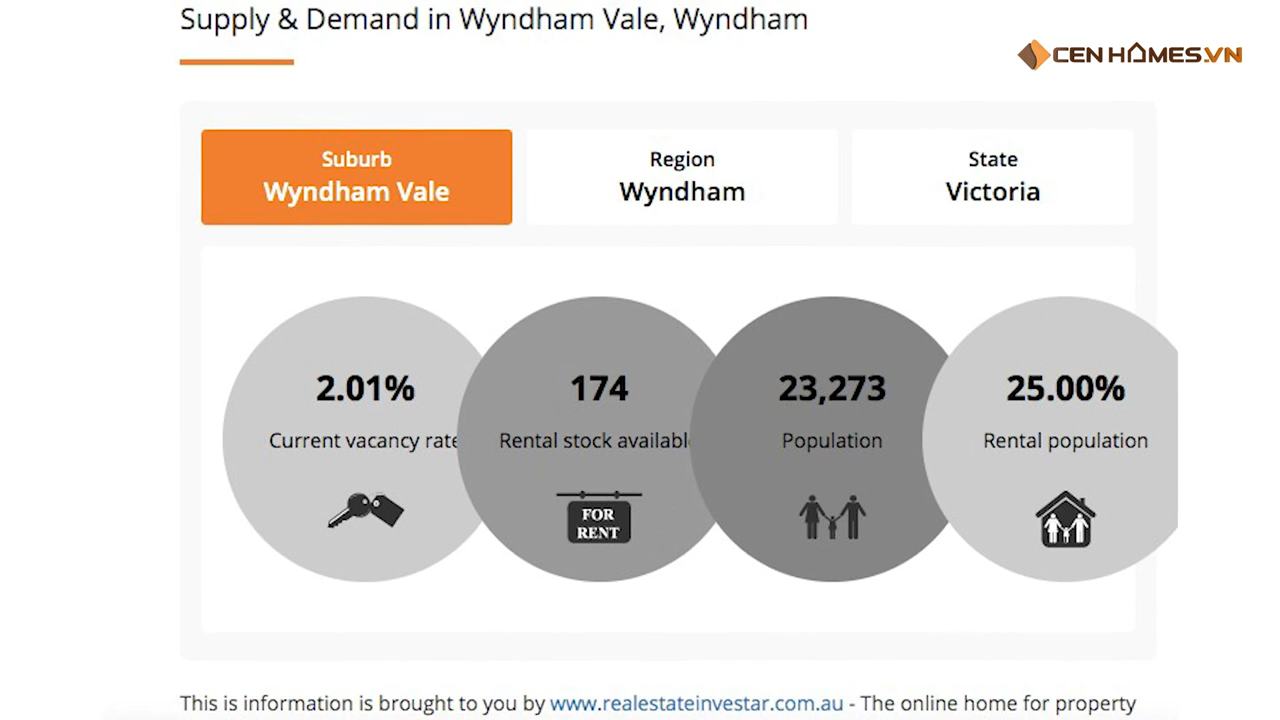 Supply & Demand in Wyndham Vale, Wyndham
CEN HOMES.VN
Suburb
Wyndham Vale
Region
Wyndham
State
Victoria
2.01%
Current vacancy rate
174
Rental stock availabl
23,273
Population
25.00%
Rental population
FOR
RENT
This is information is brought to you by www.realestateinvestar.com.au - The online home for property